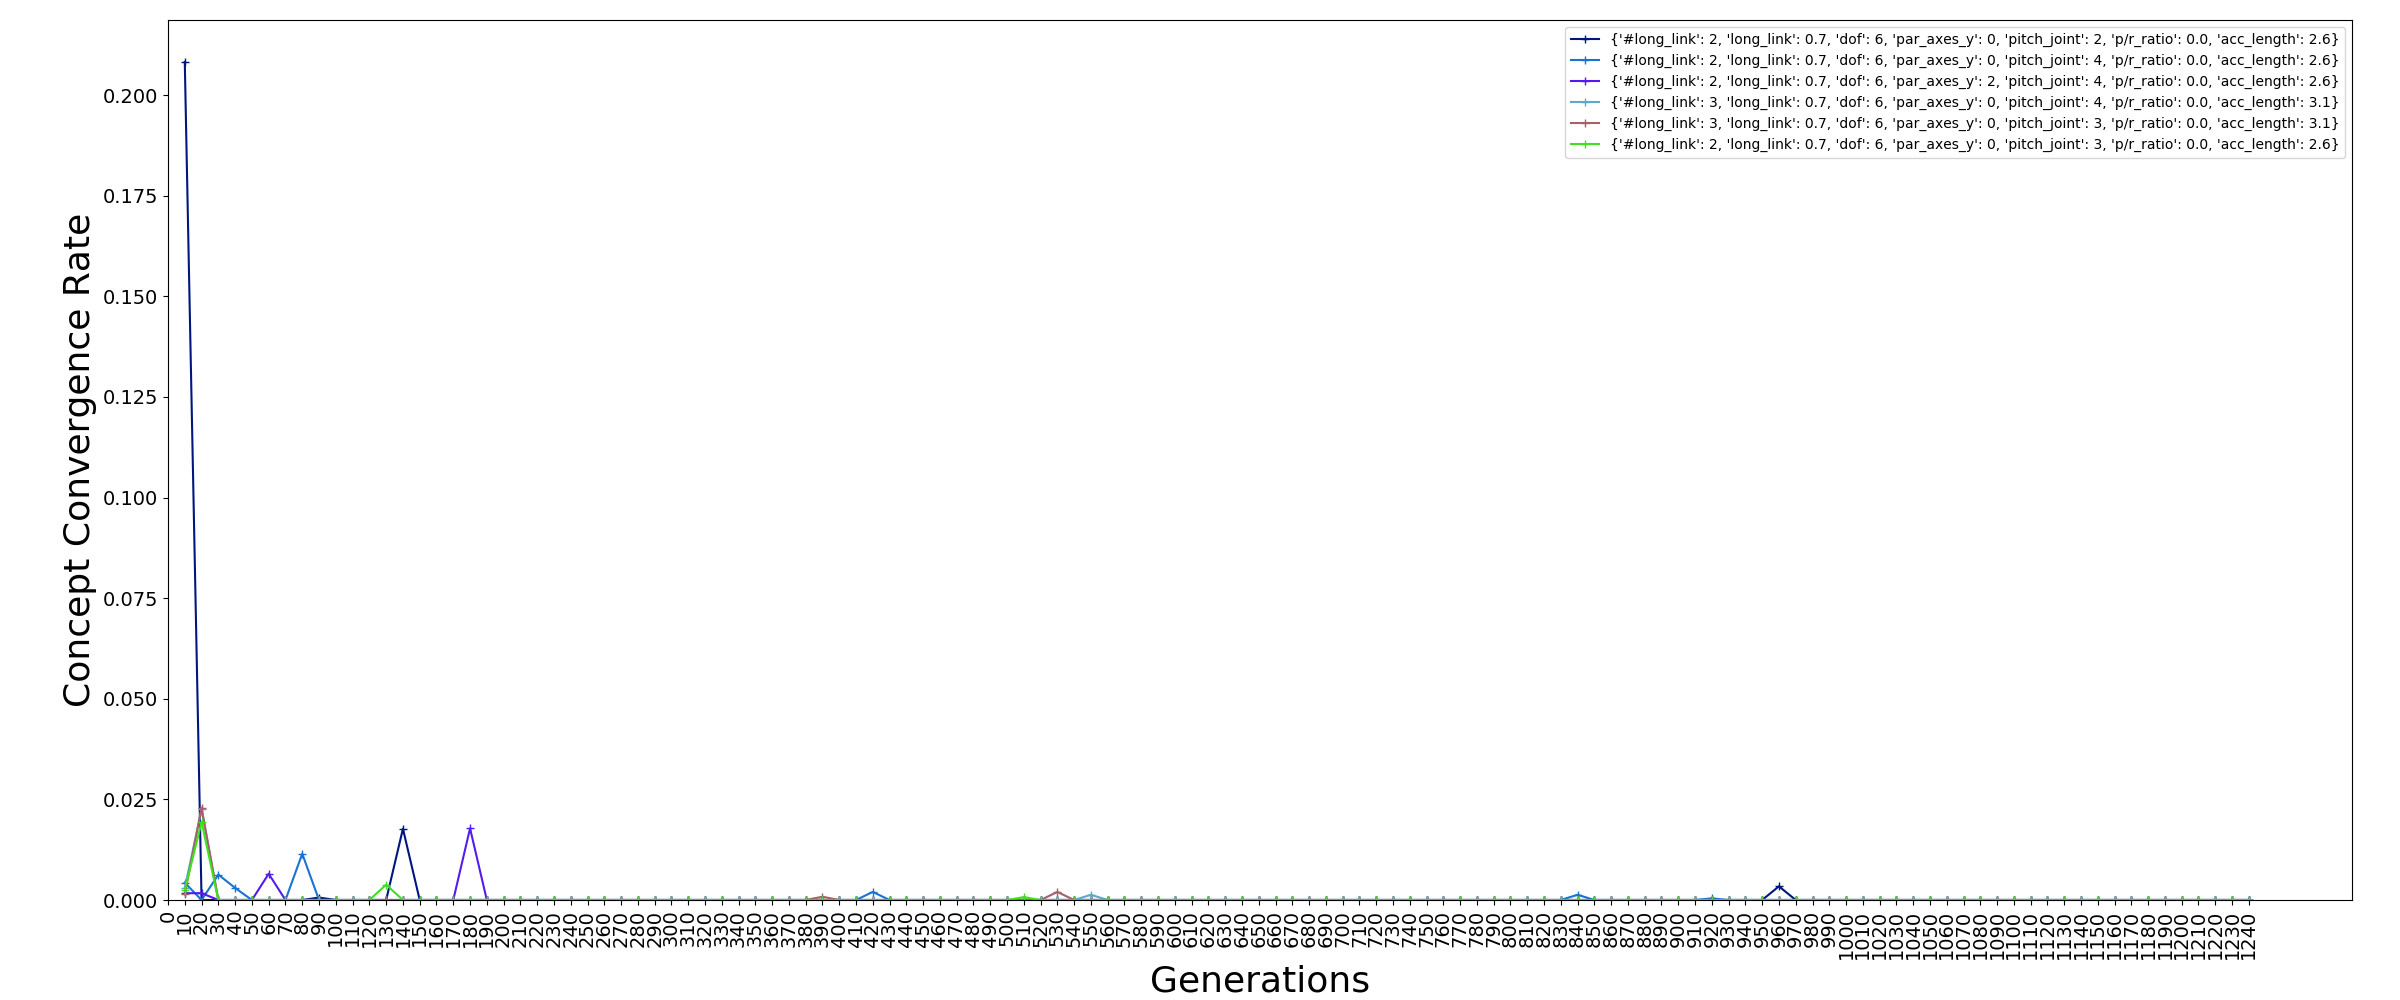 {'#long_link': 2, 'long_link': 0.7, 'dof': 6, 'par_axes_y': 0, 'pitch_joint': 2, 'p/r_ratio': 0.0, 'acc_length': 2.6}
{'#long_link': 2, 'long_link': 0.7, 'dof': 6, 'par_axes_y': 0, 'pitch_joint': 4, 'p/r_ratio': 0.0, 'acc_length': 2.6}
{'#long_link': 2, 'long_link': 0.7, 'dof': 6, 'par_axes_y': 2, 'pitch_joint': 4, 'p/r_ratio': 0.0, 'acc_length': 2.6}
{'#long_link': 3, 'long_link': 0.7, 'dof': 6, 'par_axes_y': 0, 'pitch_joint': 4, 'p/r_ratio': 0.0, 'acc_length': 3.1}
{'#long_link': 3, 'long_link': 0.7, 'dof': 6, 'par_axes_y': 0, 'pitch_joint': 3, 'p/r_ratio': 0.0, 'acc_length': 3.1}
{'#long_link': 2, 'long_link': 0.7, 'dof': 6, 'par_axes_y': 0, 'pitch_joint': 3, 'p/r_ratio': 0.0, 'acc_length': 2.6}
Concept Convergence Rate
0.200
0.175
0.150
0.125
0.100
0.075
0.050
0.025
0.000
0 10 20 30 40 50 60 70 80 90 100 110 120 130 140 150 160 170 180 190 200 210 220 230 240 250 260 270 280 290 300 310 320 330 340 350 360 370 380 390 400 410 420 430 440 450 460 470 480 490 500 510 520 530 540 550 560 570 580 590 600 610 620 630 640 650 660 670 680 690 700 710 720 730 740 750 760 770 780 790 800 810 820 830 840 850 860 870 880 890 900 910 920 930 940 950 960 970 980 990 1000 1010 1020 1030 1040 1050 1060 1070 1080 1090 1100 1110 1120 1130 1140 1150 1160 1170 1180 1190 1200 1210 1220 1230 1240
Generations